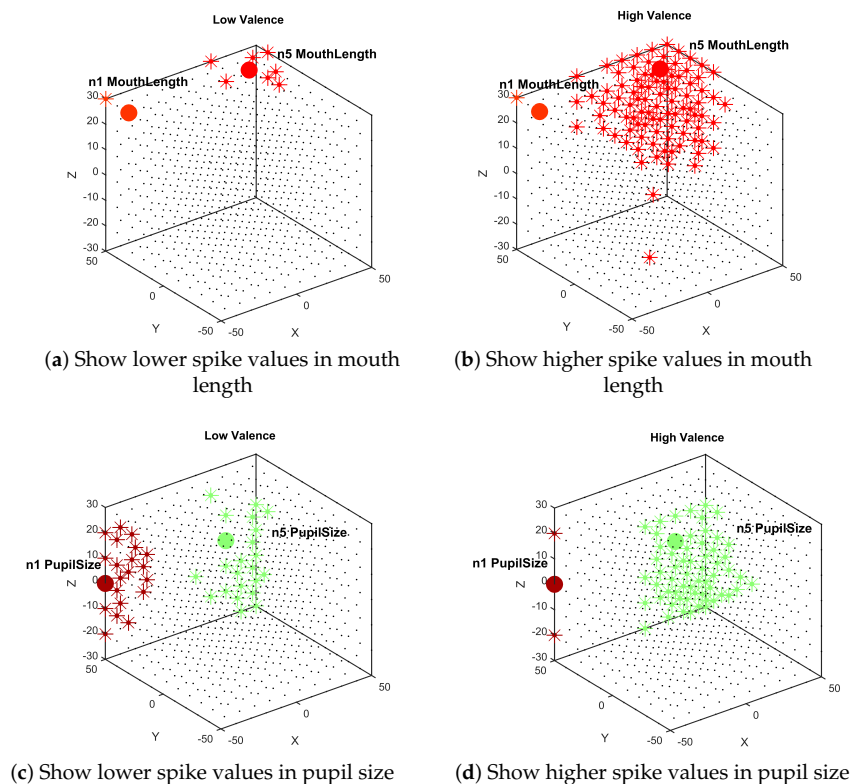 Low Valence
n5 MouthLength
n1 MouthLength
30
20
10
0
-10
-20
-30
Z
50
0
-50
Y
-50
0
50
X
High Valence
n5 MouthLength
n1 MouthLength
30
20
10
0
-10
-20
-30
Z
50
0
-50
Y
-50
0
50
X
(a) Show lower spike values in mouth
length
(b) Show higher spike values in mouth
length
Low Valence
n5 PupilSize
n1 PupilSize
30
20
10
0
-10
-20
-30
Z
50
0
-50
Y
-50
0
50
X
High Valence
n5 PupilSize
n1 PupilSize
30
20
10
0
-10
-20
-30
Z
50
0
-50
Y
-50
0
50
X
(c) Show lower spike values in pupil size
(d) Show higher spike values in pupil size